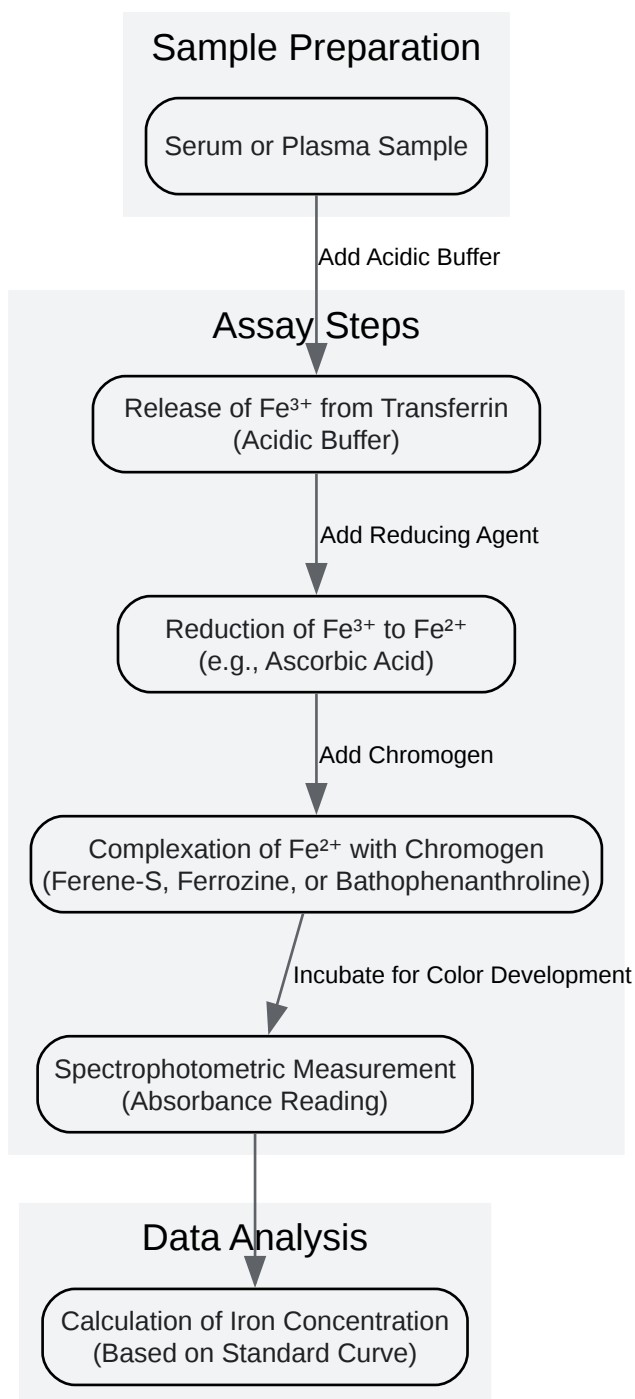 Sample Preparation
Serum or Plasma Sample
Add Acidic Buffer
Assay Steps
Release of Fe³⁺ from Transferrin
(Acidic Buffer)
Add Reducing Agent
Reduction of Fe³⁺ to Fe²⁺
(e.g., Ascorbic Acid)
Add Chromogen
Complexation of Fe²⁺ with Chromogen
(Ferene-S, Ferrozine, or Bathophenanthroline)
Incubate for Color Development
Spectrophotometric Measurement
(Absorbance Reading)
Data Analysis
Calculation of Iron Concentration
(Based on Standard Curve)